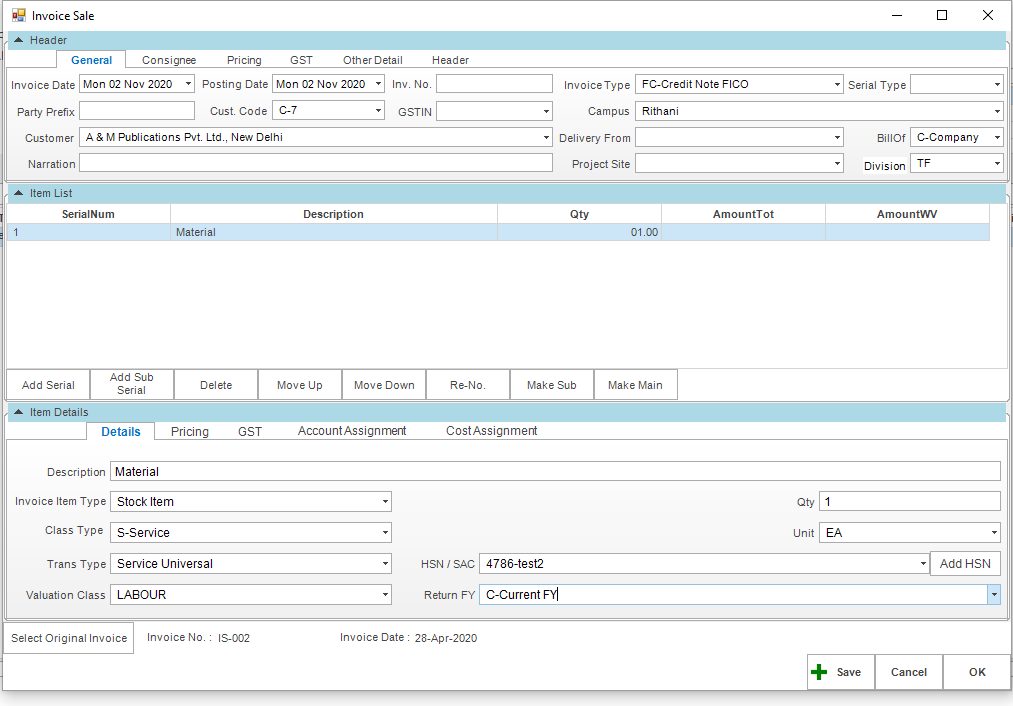 Invoice Sale
Header
General Consignee Pricing GST Other Detail Header
Invoice Date Mon 02 Nov 2020 Posting Date Mon 02 Nov 2020 Inv. No. Invoice Type FC-Credit Note FICO Serial Type
Party Prefix Cust. Code C-7 GSTIN Campus Rithani
Customer A & M Publications Pvt. Ltd., New Delhi Delivery From BillOf C-Company
Narration Project Site Division TF
Item List
SerialNum Description Qty AmountTot AmountWV
1 Material 01.00
Add Serial Add Sub Serial Delete Move Up Move Down Re-No. Make Sub Make Main
Item Details
Details Pricing GST Account Assignment Cost Assignment
Description Material
Invoice Item Type Stock Item Qty 1
Class Type S-Service Unit EA
Trans Type Service Universal HSN / SAC 4786-test2 Add HSN
Valuation Class LABOUR Return FY C-Current FY
Select Original Invoice Invoice No. : IS-002 Invoice Date : 28-Apr-2020
Save Cancel OK